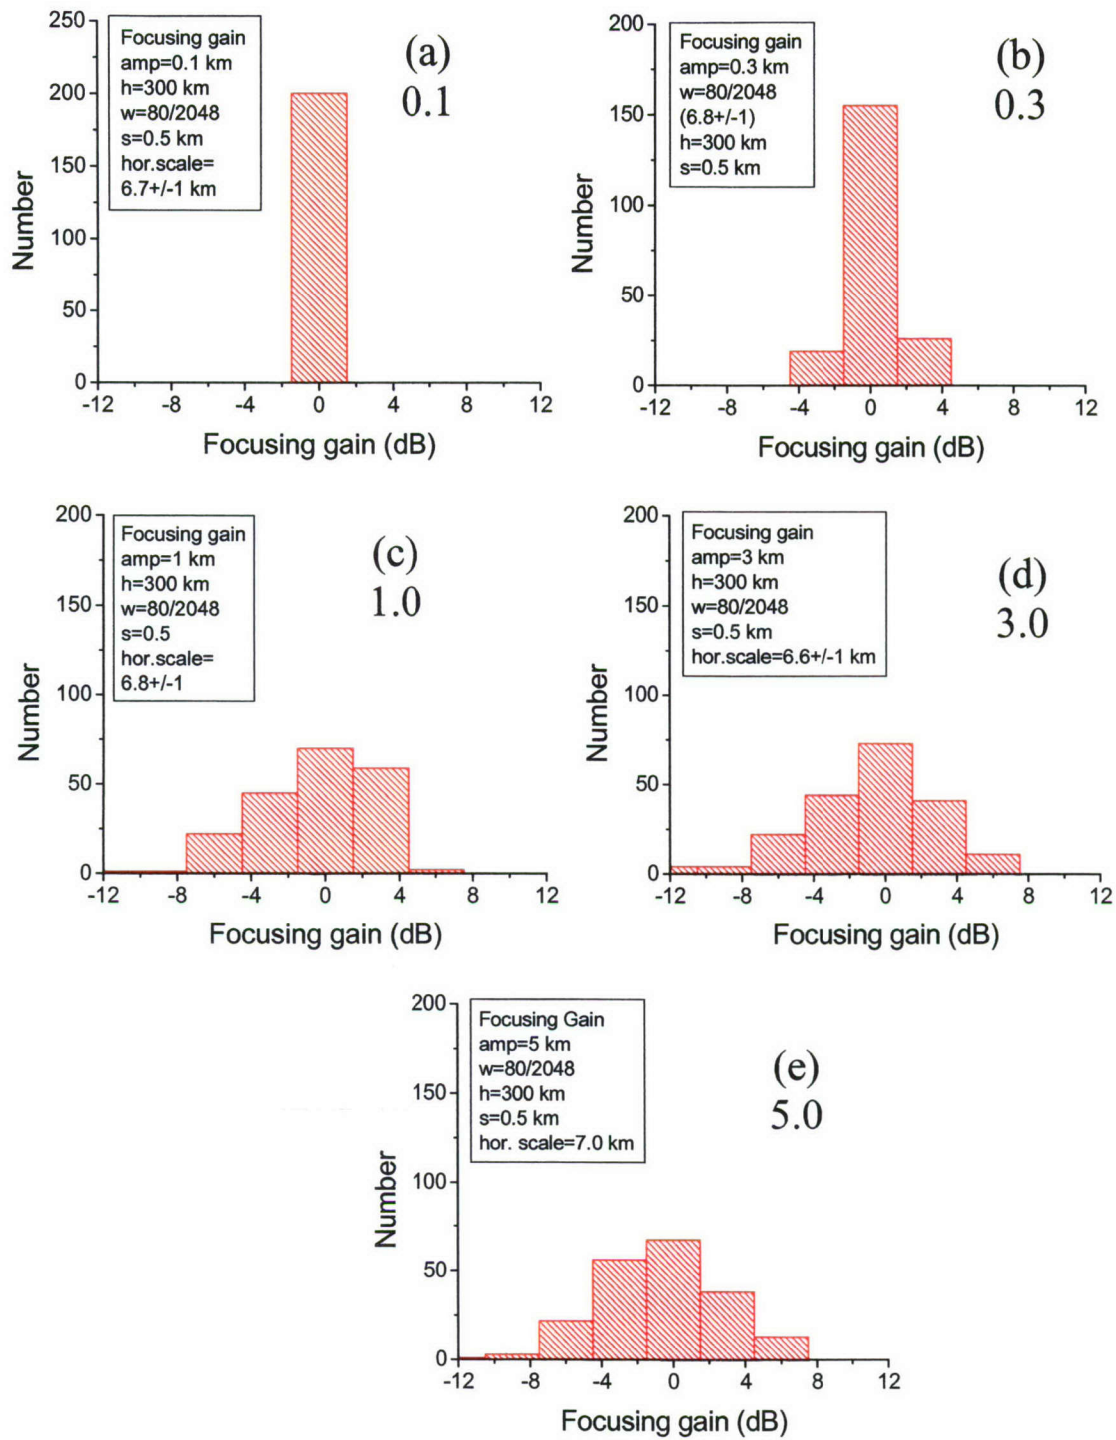 250
200
150
100
50
0
Number
Focusing gain
amp=0.1 km
h=300 km
w=80/2048
s=0.5 km
hor.scale=
6.7+/-1 km
(a)
0.1
-12 -8 -4 0 4 8 12
Focusing gain (dB)
200
150
100
50
0
Number
Focusing gain
amp=0.3 km
w=80/2048
(6.8+/-1)
h=300 km
s=0.5 km
(b)
0.3
-12 -8 -4 0 4 8 12
Focusing gain (dB)
200
150
100
50
0
Number
Focusing gain
amp=1 km
h=300 km
w=80/2048
s=0.5
hor.scale=
6.8+/-1
(c)
1.0
-12 -8 -4 0 4 8 12
Focusing gain (dB)
200
150
100
50
0
Number
Focusing gain
amp=3 km
h=300 km
w=80/2048
s=0.5 km
hor.scale=6.6+/-1 km
(d)
3.0
-12 -8 -4 0 4 8 12
Focusing gain (dB)
200
150
100
50
0
Number
Focusing Gain
amp=5 km
w=80/2048
h=300 km
s=0.5 km
hor. scale=7.0 km
(e)
5.0
-12 -8 -4 0 4 8 12
Focusing gain (dB)